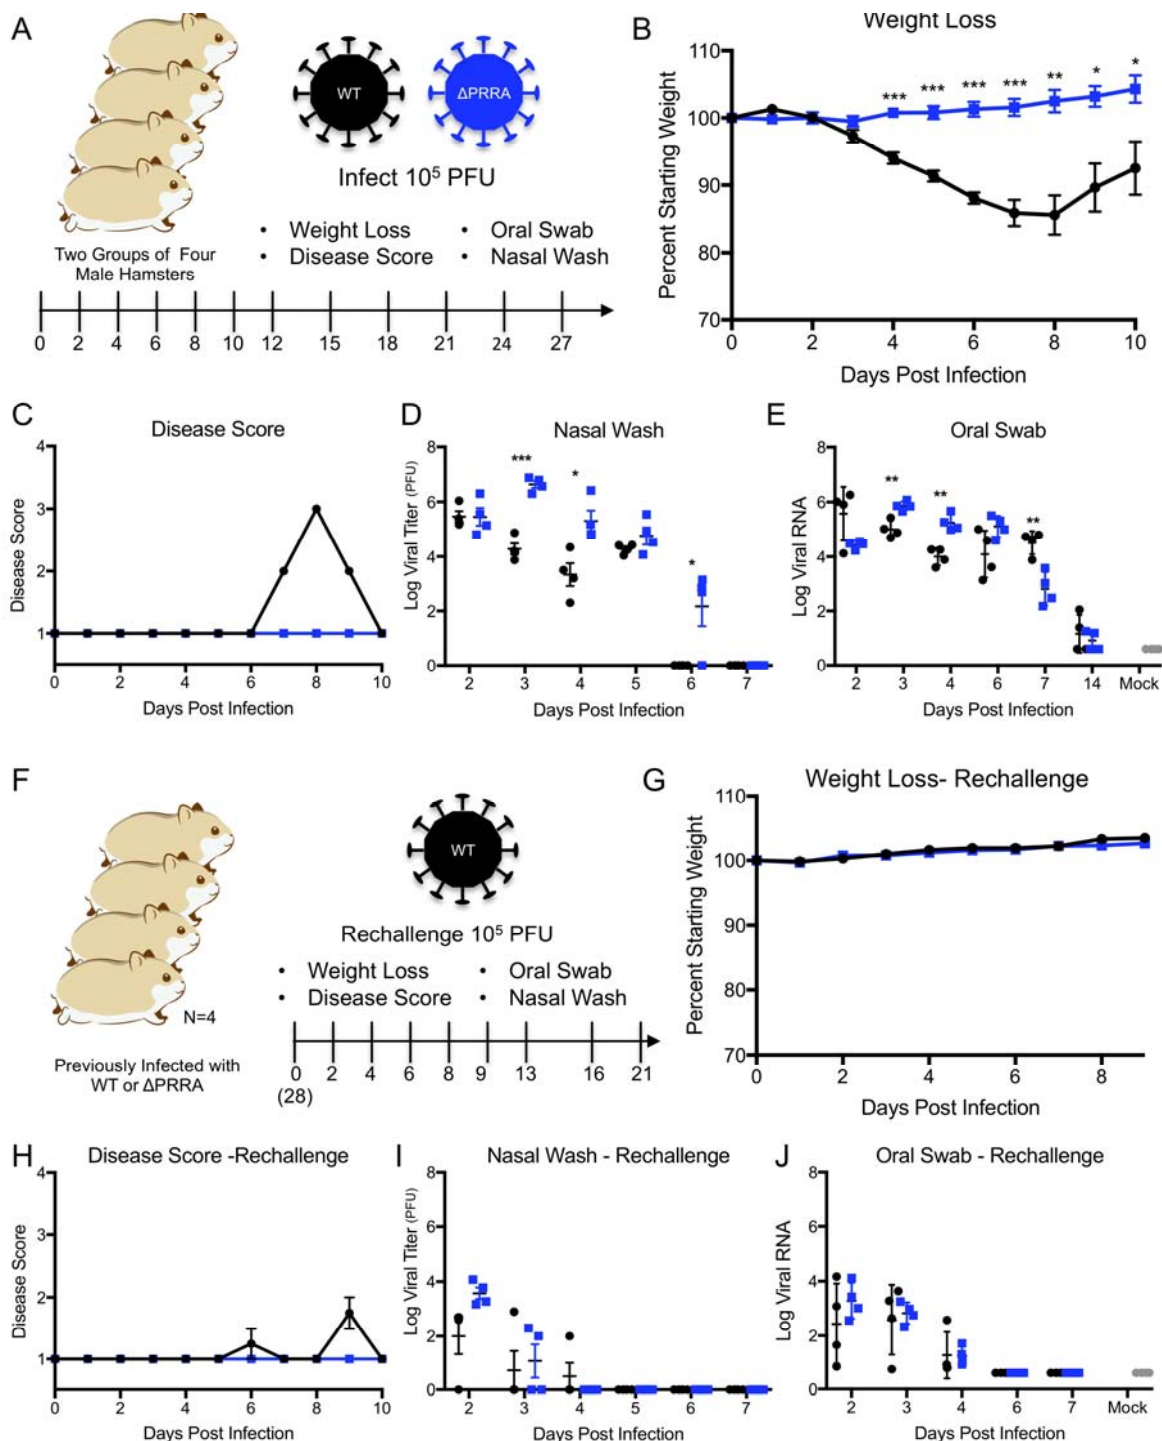 A
WT
ΔPRRA
Infect 10⁵ PFU
• Weight Loss
• Oral Swab
• Disease Score
• Nasal Wash
Two Groups of Four
Male Hamsters
0 2 4 6 8 10 12 15 18 21 24 27
B
Weight Loss
Percent Starting Weight
110
100
90
80
70
*** *** *** *** ** * *
0 2 4 6 8 10
Days Post Infection
C
Disease Score
Disease Score
4
3
2
1
0 2 4 6 8 10
Days Post Infection
D
Nasal Wash
Log Viral Titer (PFU)
8
6
4
2
0
*** * *
2 3 4 5 6 7
Days Post Infection
E
Oral Swab
Log Viral RNA
8
6
4
2
0
** ** **
2 3 4 6 7 14 Mock
Days Post Infection
F
WT
Rechallenge 10⁵ PFU
• Weight Loss
• Oral Swab
• Disease Score
• Nasal Wash
N=4
Previously Infected with
WT or ΔPRRA
0 2 4 6 8 9 13 16 21
(28)
G
Weight Loss- Rechallenge
Percent Starting Weight
110
100
90
80
70
0 2 4 6 8
Days Post Infection
H
Disease Score -Rechallenge
Disease Score
4
3
2
1
0 2 4 6 8 10
Days Post Infection
I
Nasal Wash - Rechallenge
Log Viral Titer (PFU)
8
6
4
2
0
2 3 4 5 6 7
Days Post Infection
J
Oral Swab - Rechallenge
Log Viral RNA
8
6
4
2
0
2 3 4 6 7 Mock
Days Post Infection